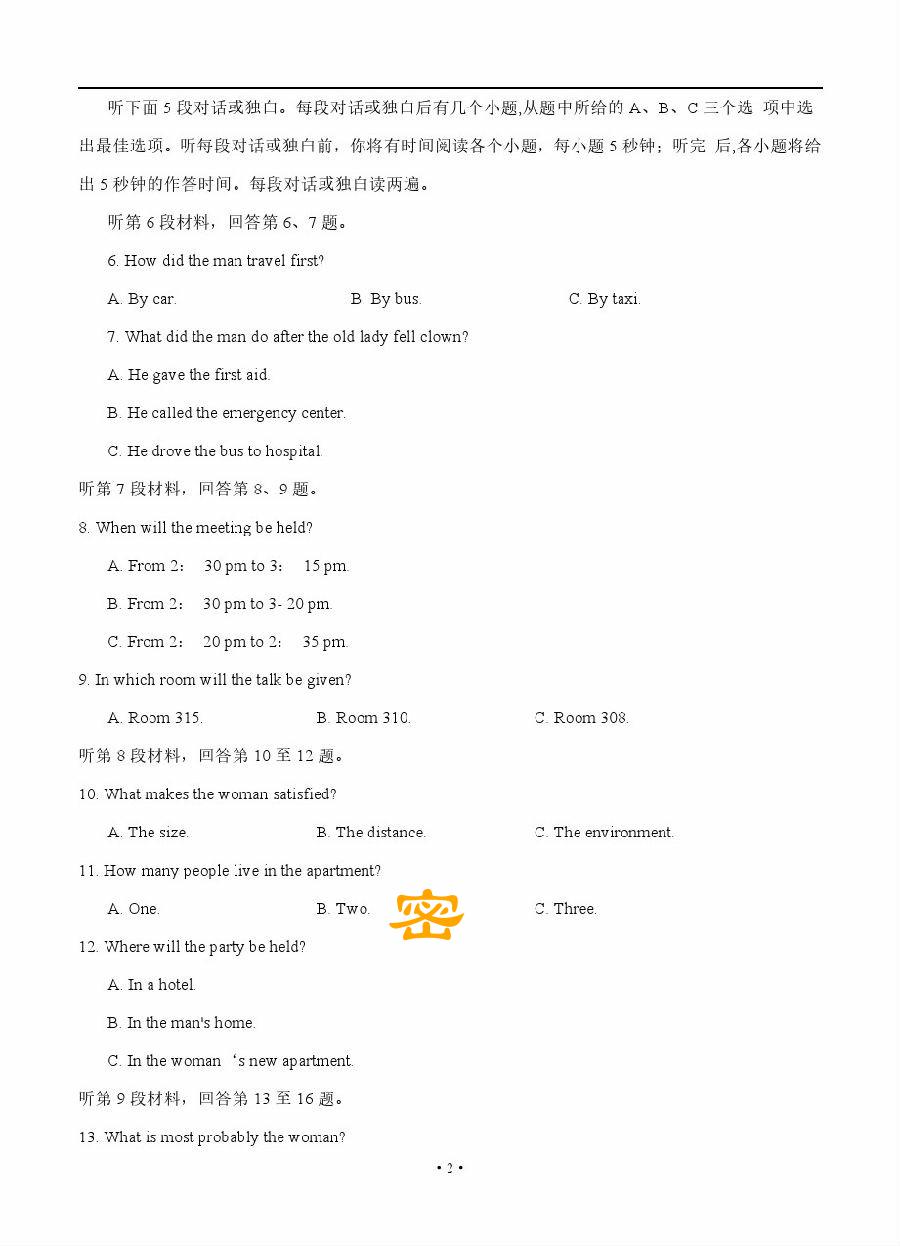 听下面 5 段对话或独白。每段对话或独白后有几个小题,从题中所给的 A、B、C 三个选 项中选
出最佳选项。听每段对话或独白前，你将有时间阅读各个小题，每小题 5 秒钟；听完 后,各小题将给
出 5 秒钟的作答时间。每段对话或独白读两遍。
听第 6 段材料，回答第 6、7 题。
6. How did the man travel first?
A. By car. B By bus. C. By taxi.
7. What did the man do after the old lady fell clown?
A. He gave the first aid.
B. He called the emergency center.
C. He drove the bus to hospital.
听第 7 段材料，回答第 8、9 题。
8. When will the meeting be held?
A. From 2： 30 pm to 3： 15 pm.
B. From 2： 30 pm to 3- 20 pm.
C. From 2： 20 pm to 2： 35 pm.
9. In which room will the talk be given?
A. Room 315. B. Room 310. C. Room 308.
听第 8 段材料，回答第 10 至 12 题。
10. What makes the woman satisfied?
A. The size. B. The distance. C. The environment.
11. How many people live in the apartment?
A. One. B. Two. 密 C. Three.
12. Where will the party be held?
A. In a hotel.
B. In the man's home.
C. In the woman ‘s new apartment.
听第 9 段材料，回答第 13 至 16 题。
13. What is most probably the woman?
• 2 •